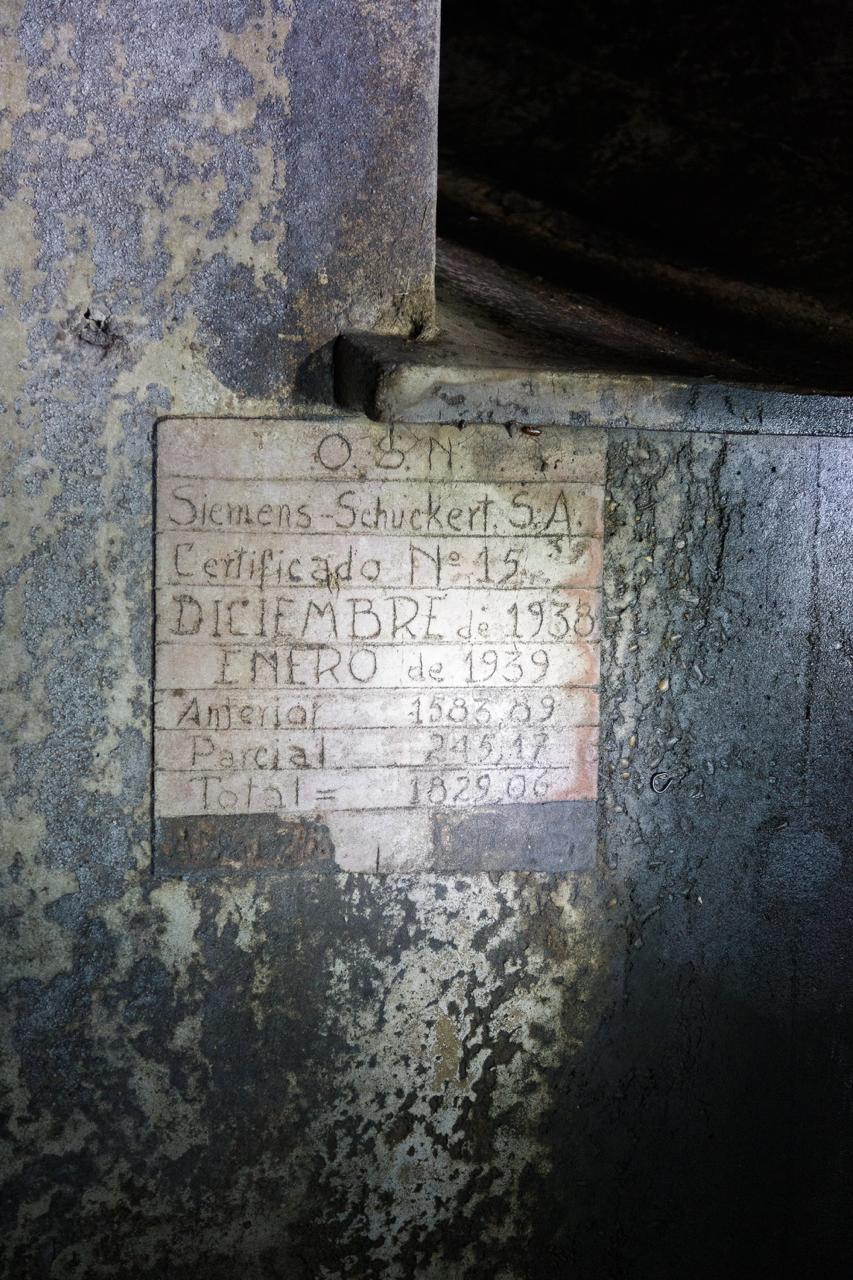 O. S. N
Siemens-Schuckert. S.A.
Certificado Nº 15
DICIEMBRE de 1938
ENERO de 1939
Anterior 1583,89
Parcial 245,17
Total = 1829,06